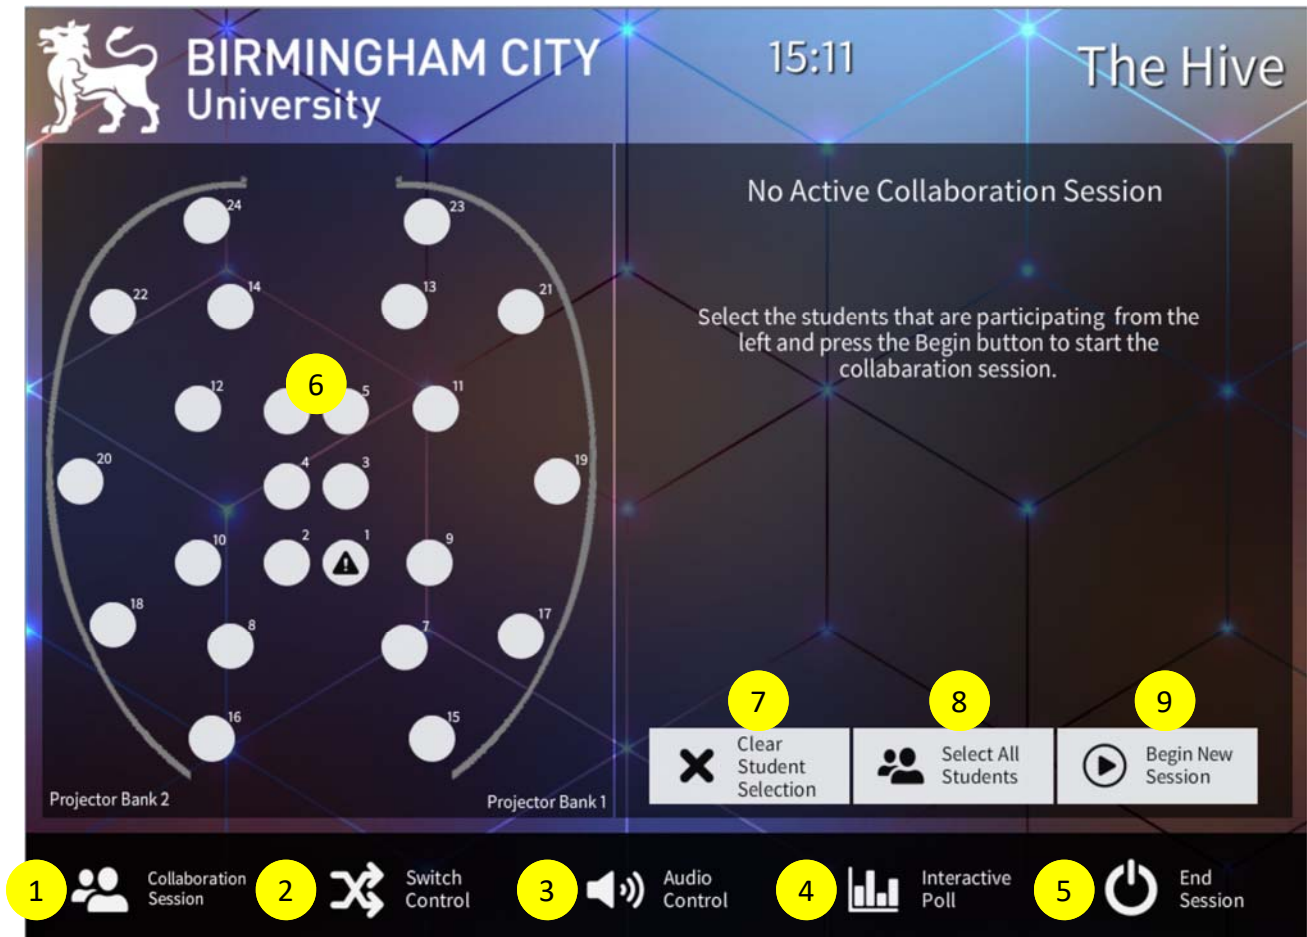 BIRMINGHAM CITY
University
15:11
The Hive
24
23
22
14
13
21
6
12
5
11
20
4
3
19
10
2
1
9
18
8
7
17
16
15
Projector Bank 2
Projector Bank 1
No Active Collaboration Session
Select the students that are participating from the
left and press the Begin button to start the
collabaration session.
7
8
9
Clear
Student
Selection
Select All
Students
Begin New
Session
1
Collaboration
Session
2
Switch
Control
3
Audio
Control
4
Interactive
Poll
5
End
Session